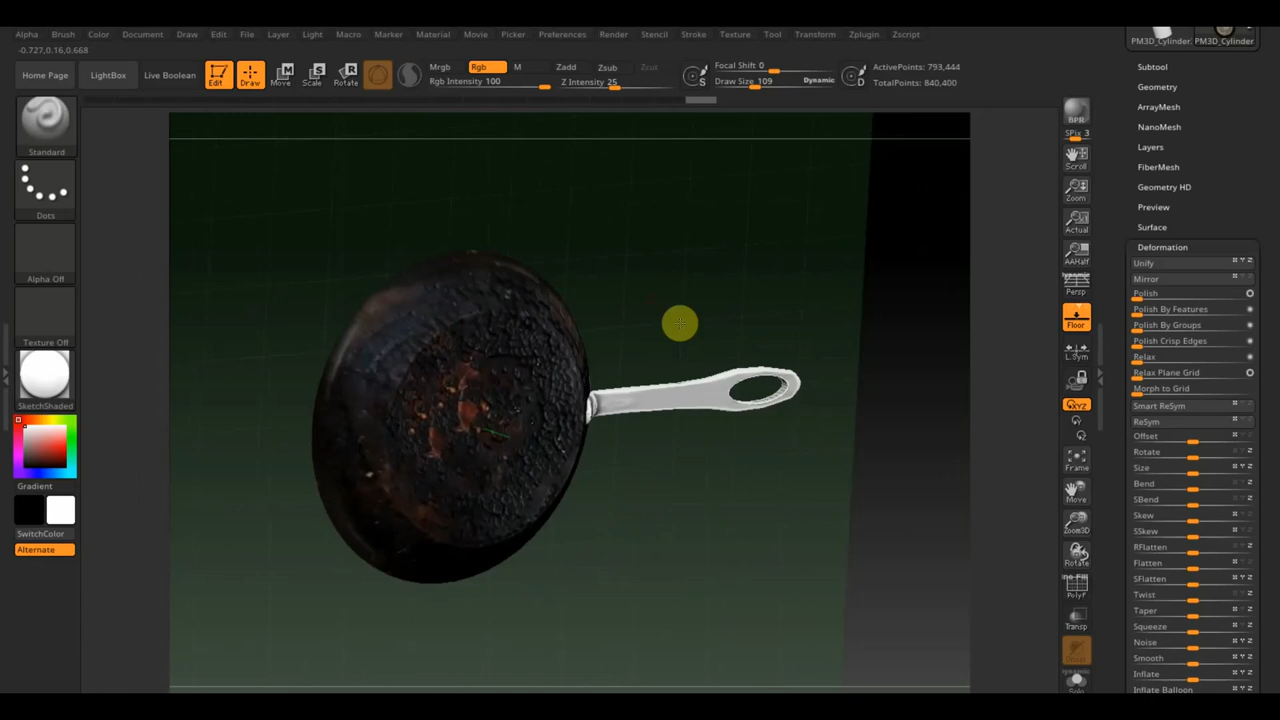 Alpha Brush Color Document Draw Edit File Layer Light Macro Marker Material Movie Picker Preferences Render Stencil Stroke Texture Tool Transform Zplugin Zscript
-0.727,0.16,0.668
Home Page LightBox Live Boolean Edit Draw Move Scale Rotate
Mrgb Rgb M Zadd Zsub Zcut
Rgb Intensity 100 Z Intensity 25
S Focal Shift 0
Draw Size 109 Dynamic
D ActivePoints: 793,444
TotalPoints: 840,400
Standard
Dots
Alpha Off
Texture Off
SketchShaded
Gradient
SwitchColor
Alternate
BPR
SPix 3
Scroll
Zoom
Actual
AAHalf
Dynamic
Persp
Floor
L.Sym
XYZ
Y
Z
Frame
Move
Zoom3D
Rotate
PolyF
Transp
Dynamic
Solo
PM3D_Cylinder. PM3D_Cylinder.
Subtool
Geometry
ArrayMesh
NanoMesh
Layers
FiberMesh
Geometry HD
Preview
Surface
Deformation
Unify
Mirror
Polish
Polish By Features
Polish By Groups
Polish Crisp Edges
Relax
Relax Plane Grid
Morph to Grid
Smart ReSym
ReSym
Offset
Rotate
Size
Bend
SBend
Skew
SSkew
RFlatten
Flatten
SFlatten
Twist
Taper
Squeeze
Noise
Smooth
Inflate
Inflate Balloon